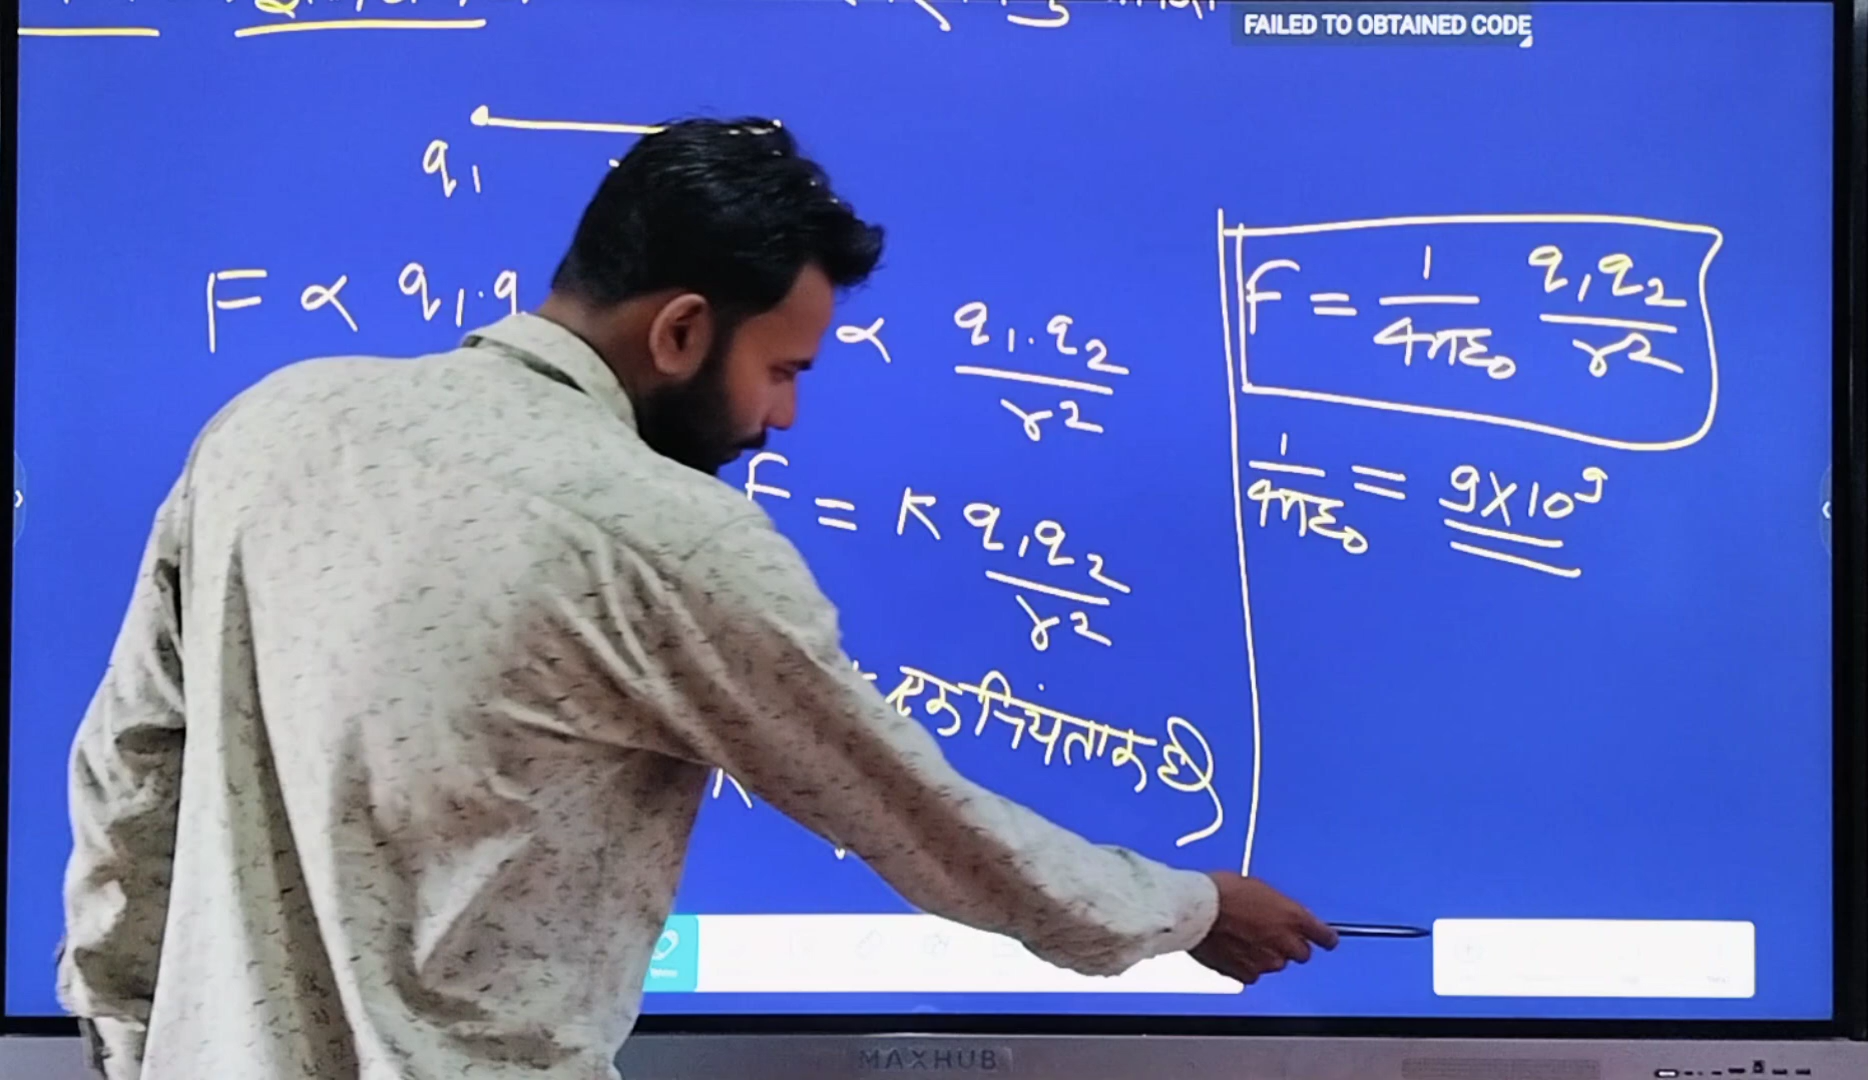 FAILED TO OBTAINED CODE
q₁
F ∝ q₁.q
∝ q₁.q₂ / r²
F = K q₁q₂ / r²
एक नियंताक है
K
F = 1/4πε₀ q₁q₂/r²
1/4πε₀ = 9×10⁹
MAXHUB